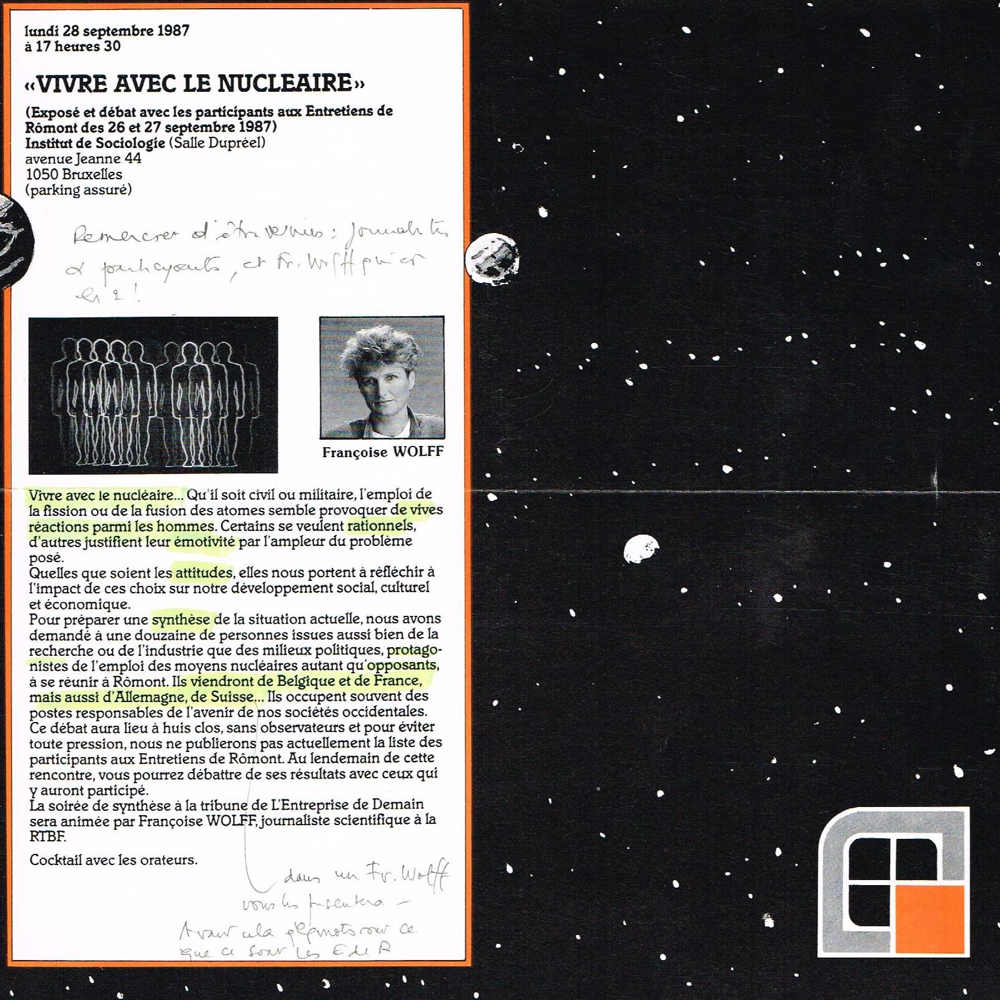 lundi 28 septembre 1987
à 17 heures 30
«VIVRE AVEC LE NUCLEAIRE»
(Exposé et débat avec les participants aux Entretiens de
Rômont des 26 et 27 septembre 1987)
Institut de Sociologie (Salle Dupréel)
avenue Jeanne 44
1050 Bruxelles
(parking assuré)
Remercier d'être venus : journalistes
& participants, et Fr. Wolff qui est
les 2 !
Françoise WOLFF
Vivre avec le nucléaire... Qu'il soit civil ou militaire, l'emploi de
la fission ou de la fusion des atomes semble provoquer de vives
réactions parmi les hommes. Certains se veulent rationnels,
d'autres justifient leur émotivité par l'ampleur du problème
posé.
Quelles que soient les attitudes, elles nous portent à réfléchir à
l'impact de ces choix sur notre développement social, culturel
et économique.
Pour préparer une synthèse de la situation actuelle, nous avons
demandé à une douzaine de personnes issues aussi bien de la
recherche ou de l'industrie que des milieux politiques, protago-
nistes de l'emploi des moyens nucléaires autant qu'opposants,
à se réunir à Rômont. Ils viendront de Belgique et de France,
mais aussi d'Allemagne, de Suisse... Ils occupent souvent des
postes responsables de l'avenir de nos sociétés occidentales.
Ce débat aura lieu à huis clos, sans observateurs et pour éviter
toute pression, nous ne publierons pas actuellement la liste des
participants aux Entretiens de Rômont. Au lendemain de cette
rencontre, vous pourrez débattre de ses résultats avec ceux qui
y auront participé.
La soirée de synthèse à la tribune de L'Entreprise de Demain
sera animée par Françoise WOLFF, journaliste scientifique à la
RTBF.
Cocktail avec les orateurs.
dans un Fr. Wolff
vous les présentera –
Avant cela qlq mots sur ce
que ce sont les E de R